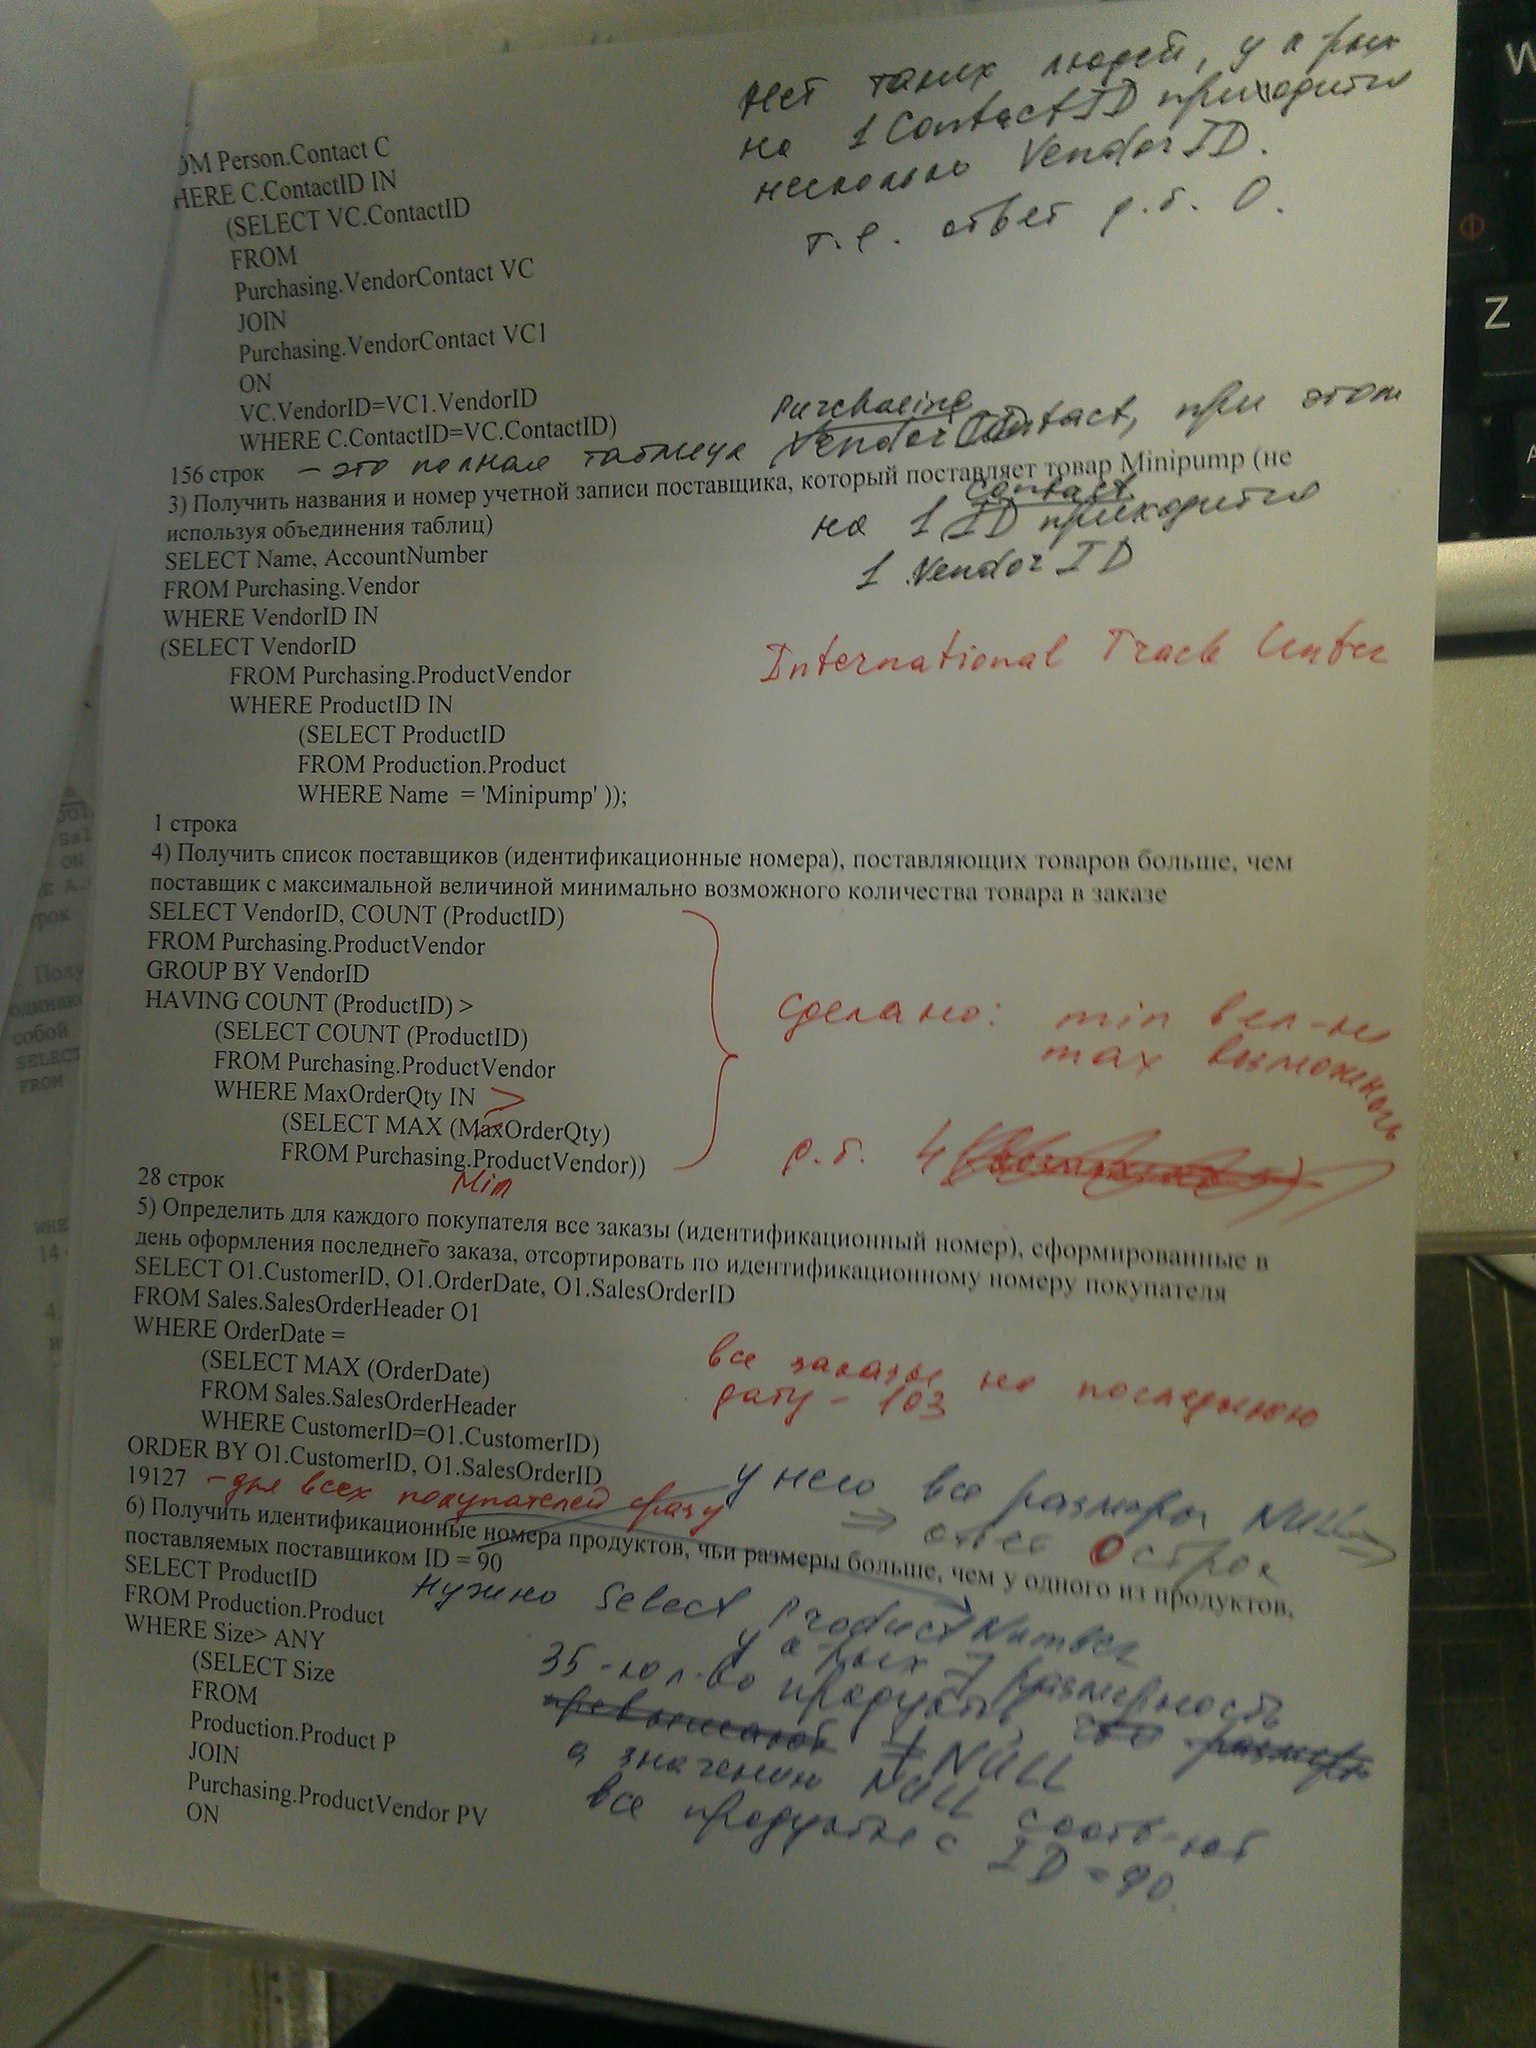 Нет таких людей, у к-рых
на 1 ContactID приходится
несколько VendorID.
т.е. ответ д.б. 0.
OM Person.Contact C
HERE C.ContactID IN
(SELECT VC.ContactID
FROM
Purchasing.VendorContact VC
JOIN
Purchasing.VendorContact VC1
ON
VC.VendorID=VC1.VendorID
WHERE C.ContactID=VC.ContactID)
Purchasing
156 строк – это полная таблица VendorContact, при этом
3) Получить названия и номер учетной записи поставщика, который поставляет товар Minipump (не
используя объединения таблиц)
Contact
на 1 ID приходится
1 VendorID
SELECT Name, AccountNumber
FROM Purchasing.Vendor
WHERE VendorID IN
(SELECT VendorID
International
FROM Purchasing.ProductVendor
WHERE ProductID IN
(SELECT ProductID
FROM Production.Product
WHERE Name = 'Minipump' ));
1 строка
4) Получить список поставщиков (идентификационные номера), поставляющих товаров больше, чем
поставщик с максимальной величиной минимально возможного количества товара в заказе
SELECT VendorID, COUNT (ProductID)
FROM Purchasing.ProductVendor
GROUP BY VendorID
HAVING COUNT (ProductID) >
(SELECT COUNT (ProductID)
FROM Purchasing.ProductVendor
WHERE MaxOrderQty IN >
(SELECT MAX (MaxOrderQty)
FROM Purchasing.ProductVendor))
Min
Сделано: min вел-на
max возможного
д.б. 4
28 строк
5) Определить для каждого покупателя все заказы (идентификационный номер), сформированные в
день оформления последнего заказа, отсортировать по идентификационному номеру покупателя
SELECT O1.CustomerID, O1.OrderDate, O1.SalesOrderID
FROM Sales.SalesOrderHeader O1
WHERE OrderDate =
(SELECT MAX (OrderDate)
FROM Sales.SalesOrderHeader
WHERE CustomerID=O1.CustomerID)
ORDER BY O1.CustomerID, O1.SalesOrderID
все заказы на последнюю
дату – 103
19127 – для всех покупателей сразу
6) Получить идентификационные номера продуктов, чьи размеры больше, чем у одного из продуктов,
поставляемых поставщиком ID = 90
у него все размеры NULL ⇒
⇒ ответ 0 строк
SELECT ProductID
FROM Production.Product
WHERE Size> ANY
(SELECT Size
FROM
Production.Product P
JOIN
Purchasing.ProductVendor PV
ON
Нужно Select ProductNumber
у к-рых размерность
35 – кол-во продуктов,
≠ NULL
а значению NULL соотв-ют
все продукты с ID = 90.
W
Ф
Z